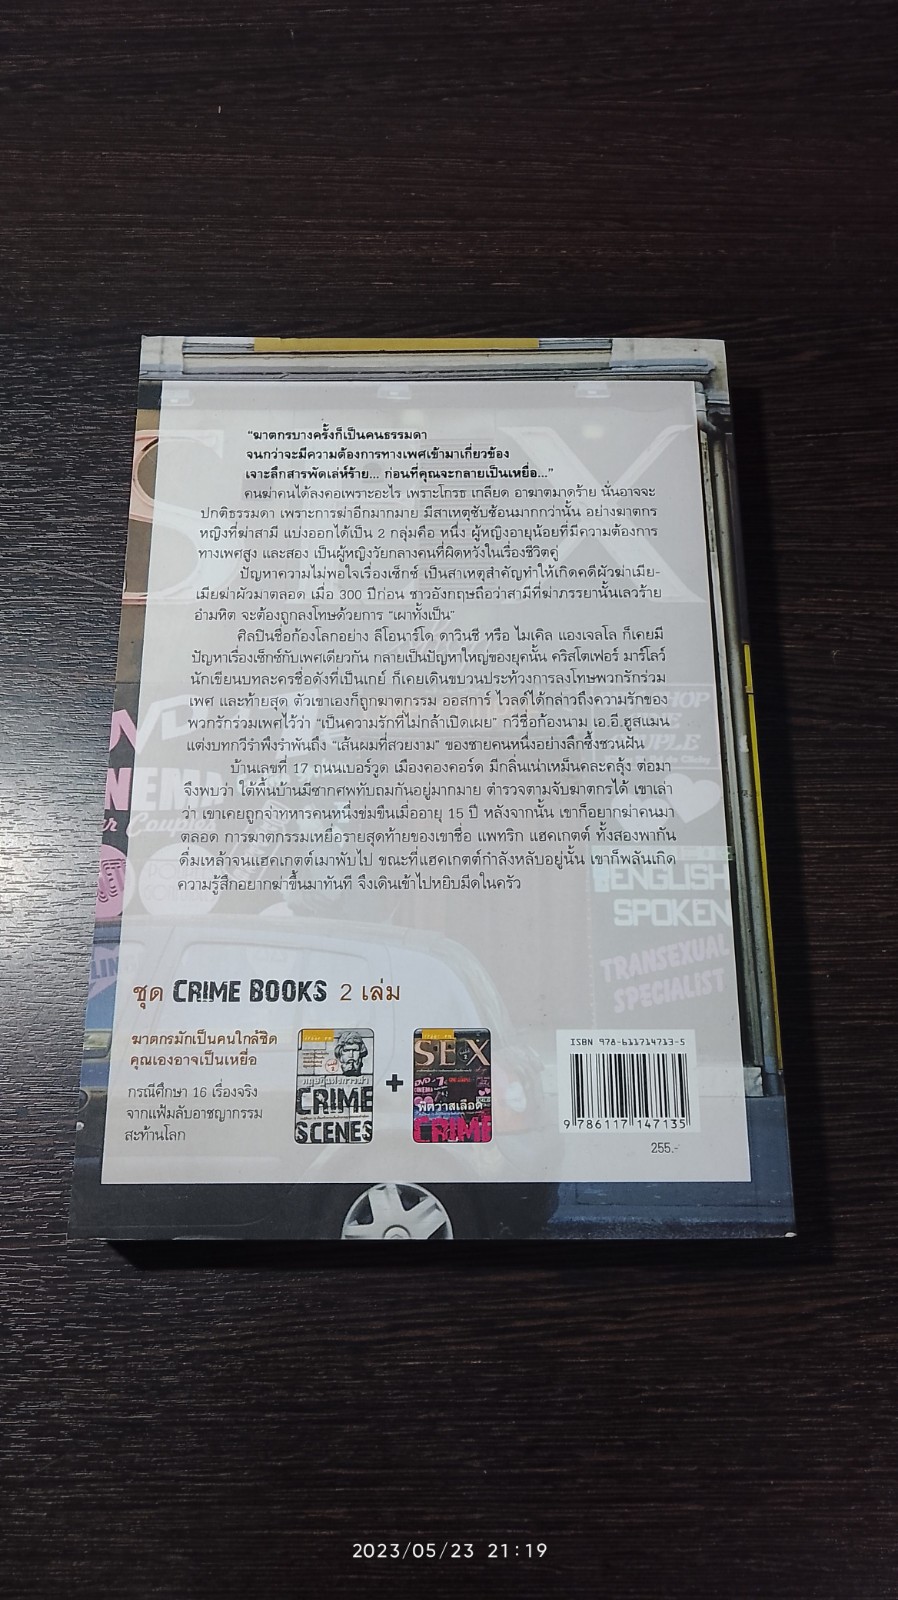 "ฆาตกรบางครั้งก็เป็นคนธรรมดา
จนกว่าจะมีความต้องการทางเพศเข้ามาเกี่ยวข้อง
เจาะลึกสารพัดเล่ห์ร้าย... ก่อนที่คุณจะกลายเป็นเหยื่อ..."
คนฆ่าคนได้ลงคอเพราะอะไร เพราะโกรธ เกลียด อาฆาตมาดร้าย นั่นอาจจะ
ปกติธรรมดา เพราะการฆ่าอีกมากมาย มีสาเหตุซับซ้อนมากกว่านั้น อย่างฆาตกร
หญิงที่ฆ่าสามี แบ่งออกได้เป็น 2 กลุ่มคือ หนึ่ง ผู้หญิงอายุน้อยที่มีความต้องการ
ทางเพศสูง และสอง เป็นผู้หญิงวัยกลางคนที่ผิดหวังในเรื่องชีวิตคู่
ปัญหาความไม่พอใจเรื่องเซ็กซ์ เป็นสาเหตุสำคัญทำให้เกิดคดีผัวฆ่าเมีย-
เมียฆ่าผัวมาตลอด เมื่อ 300 ปีก่อน ชาวอังกฤษถือว่าสามีที่ฆ่าภรรยานั้นเลวร้าย
อำมหิต จะต้องถูกลงโทษด้วยการ "เผาทั้งเป็น"
ศิลปินชื่อก้องโลกอย่าง ลีโอนาร์โด ดาวินชี หรือ ไมเคิล แองเจลโล ก็เคยมี
ปัญหาเรื่องเซ็กซ์กับเพศเดียวกัน กลายเป็นปัญหาใหญ่ของยุคนั้น คริสโตเฟอร์ มาร์โลว์
นักเขียนบทละครชื่อดังที่เป็นเกย์ ก็เคยเดินขบวนประท้วงการลงโทษพวกรักร่วม
เพศ และท้ายสุด ตัวเขาเองก็ถูกฆาตกรรม ออสการ์ ไวลด์ได้กล่าวถึงความรักของ
พวกรักร่วมเพศไว้ว่า "เป็นความรักที่ไม่กล้าเปิดเผย" กวีชื่อก้องนาม เอ.อี.ฮูสแมน
แต่งบทกวีรำพึงรำพันถึง "เส้นผมที่สวยงาม" ของชายคนหนึ่งอย่างลึกซึ้งชวนฝัน
บ้านเลขที่ 17 ถนนเบอร์วูด เมืองคองคอร์ด มีกลิ่นเน่าเหม็นคละคลุ้ง ต่อมา
จึงพบว่า ใต้พื้นบ้านมีซากศพทับถมกันอยู่มากมาย ตำรวจตามจับฆาตกรได้ เขาเล่า
ว่า เขาเคยถูกจ่าทหารคนหนึ่งข่มขืนเมื่ออายุ 15 ปี หลังจากนั้น เขาก็อยากฆ่าคนมา
ตลอด การฆาตกรรมเหยื่อรายสุดท้ายของเขาชื่อ แพทริก แฮคเกตต์ ทั้งสองพากัน
ดื่มเหล้าจนแฮคเกตต์เมาพับไป ขณะที่แฮคเกตต์กำลังหลับอยู่นั้น เขาก็พลันเกิด
ความรู้สึกอยากฆ่าขึ้นมาทันที จึงเดินเข้าไปหยิบมีดในครัว
SEX
NEMA
or Couples
ENGLISH
SPOKEN
TRANSEXUAL
SPECIALIST
ชุด CRIME BOOKS 2 เล่ม
ฆาตกรมักเป็นคนใกล้ชิด
คุณเองอาจเป็นเหยื่อ
กรณีศึกษา 16 เรื่องจริง
จากแฟ้มลับอาชญากรรม
สะท้านโลก
CRIME
SCENES
+
SEX
พิศวาสเลือด
CRIME
ISBN 978-611714713-5
9 786117 147135
255.-
2023/05/23 21:19